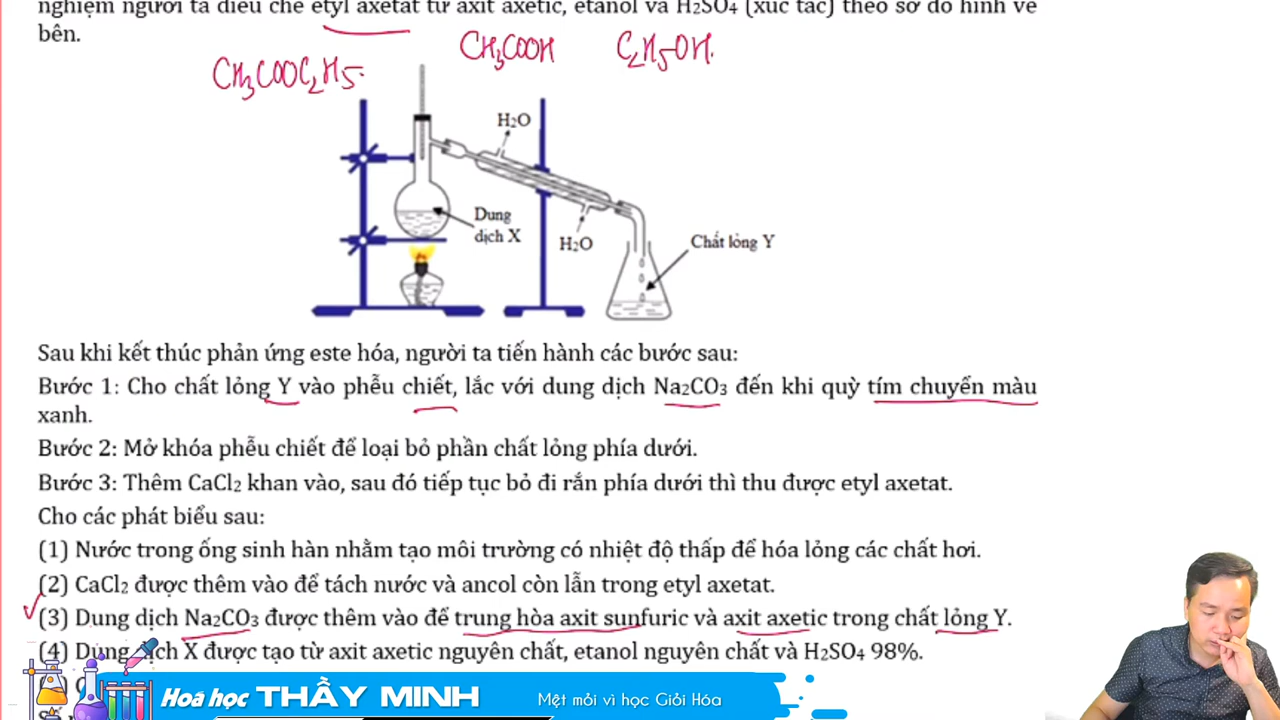 nghiệm người ta điều chế etyl axetat từ axit axetic, etanol và H₂SO₄ (xúc tác) theo sơ đồ hình vẽ
bên.
CH₃COOH C₂H₅OH.
CH₃COOC₂H₅.
H₂O
Dung
dịch X
H₂O
Chất lỏng Y
Sau khi kết thúc phản ứng este hóa, người ta tiến hành các bước sau:
Bước 1: Cho chất lỏng Y vào phễu chiết, lắc với dung dịch Na₂CO₃ đến khi quỳ tím chuyển màu
xanh.
Bước 2: Mở khóa phễu chiết để loại bỏ phần chất lỏng phía dưới.
Bước 3: Thêm CaCl₂ khan vào, sau đó tiếp tục bỏ đi rắn phía dưới thì thu được etyl axetat.
Cho các phát biểu sau:
(1) Nước trong ống sinh hàn nhằm tạo môi trường có nhiệt độ thấp để hóa lỏng các chất hơi.
(2) CaCl₂ được thêm vào để tách nước và ancol còn lẫn trong etyl axetat.
(3) Dung dịch Na₂CO₃ được thêm vào để trung hòa axit sunfuric và axit axetic trong chất lỏng Y.
(4) Dung dịch X được tạo từ axit axetic nguyên chất, etanol nguyên chất và H₂SO₄ 98%.
Hoá học THẦY MINH Mệt mỏi vì học Giỏi Hóa